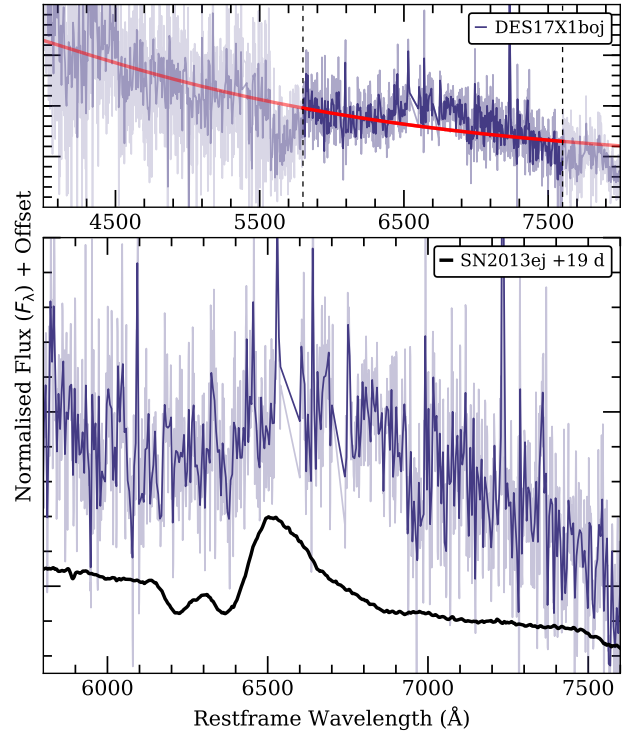 DES17X1boj
4500 5500 6500 7500
Normalised Flux (Fλ) + Offset
SN2013ej +19 d
6000 6500 7000 7500
Restframe Wavelength (Å)